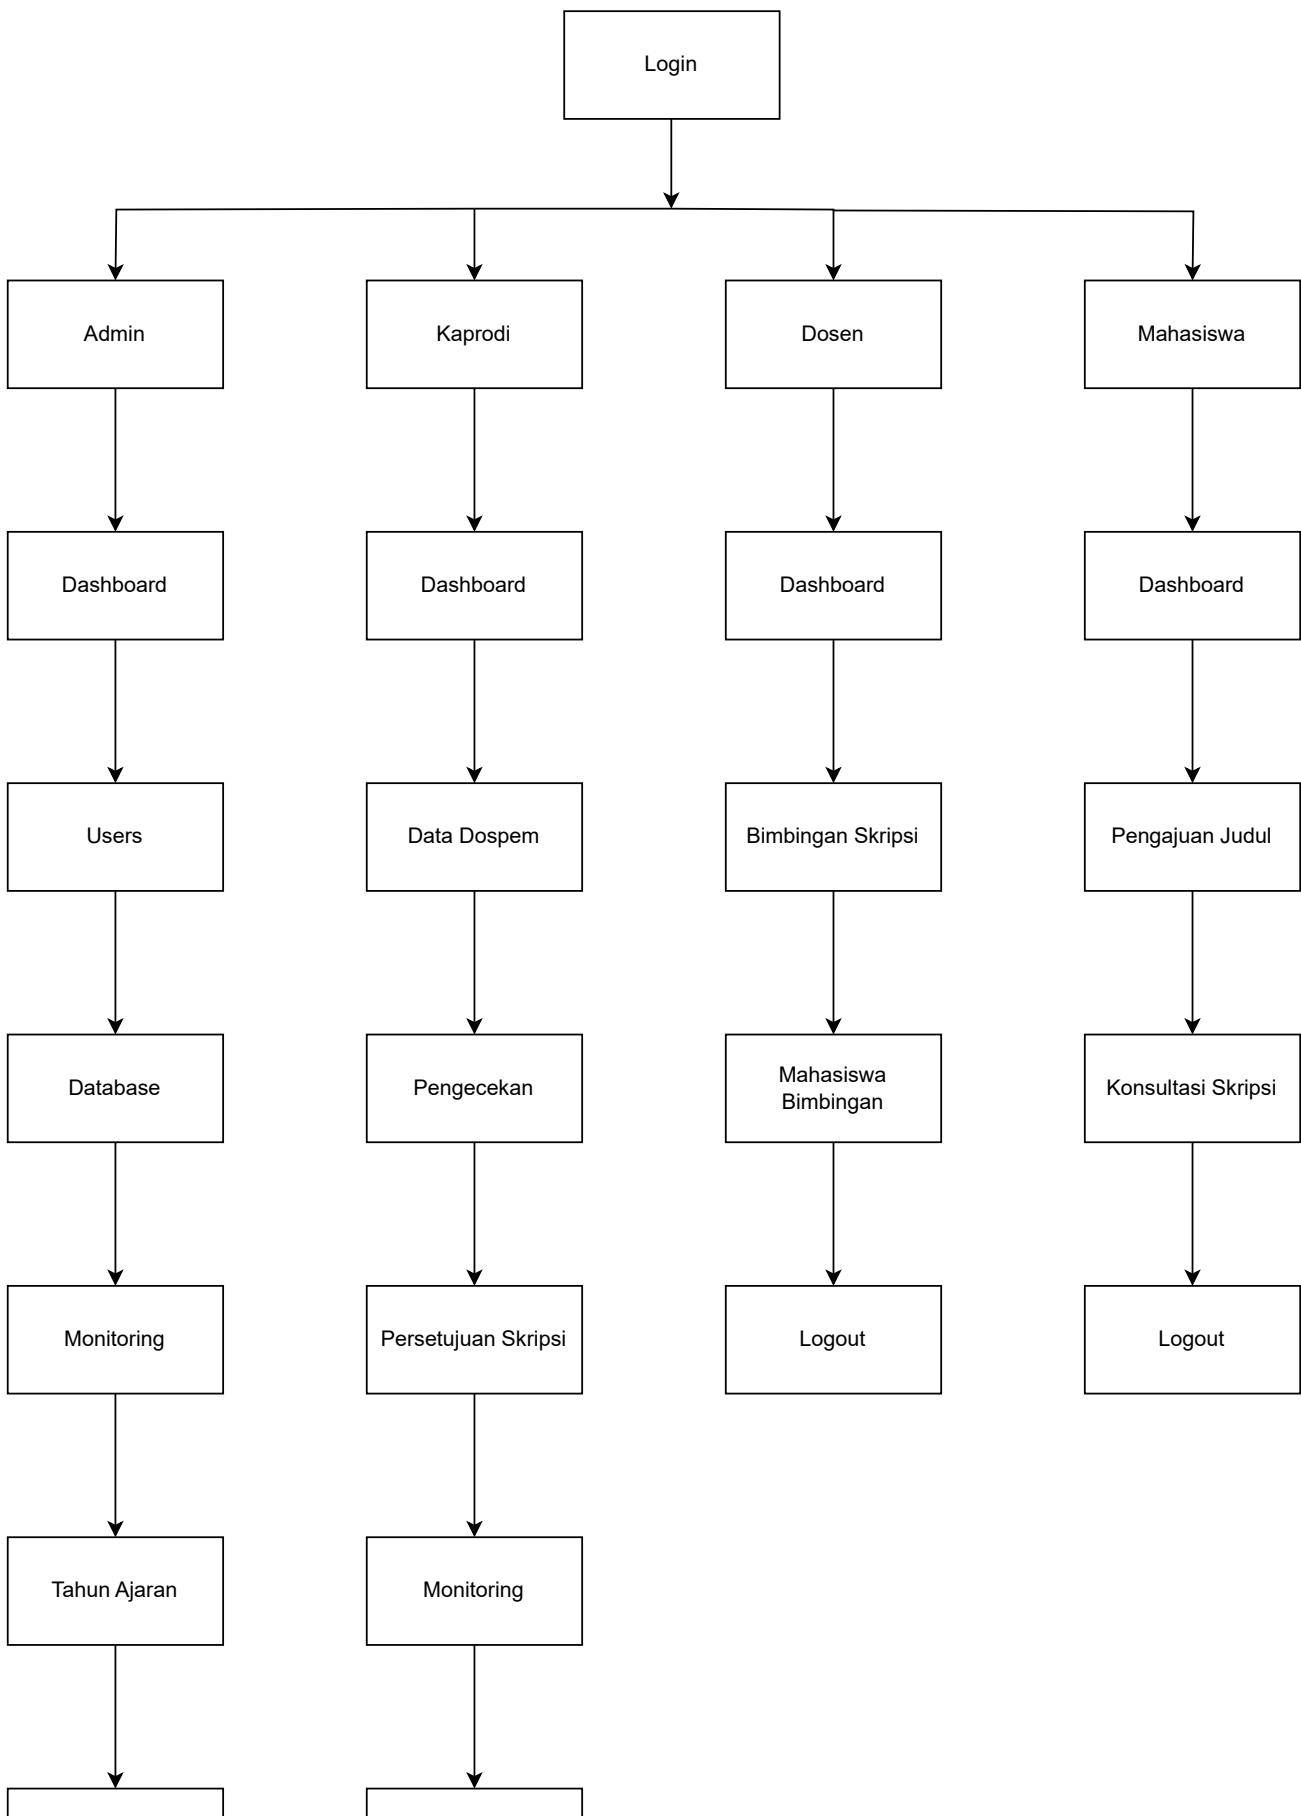 Login
Admin
Kaprodi
Dosen
Mahasiswa
Dashboard
Dashboard
Dashboard
Dashboard
Users
Data Dospem
Bimbingan Skripsi
Pengajuan Judul
Database
Pengecekan
Mahasiswa
Bimbingan
Konsultasi Skripsi
Monitoring
Persetujuan Skripsi
Logout
Logout
Tahun Ajaran
Monitoring